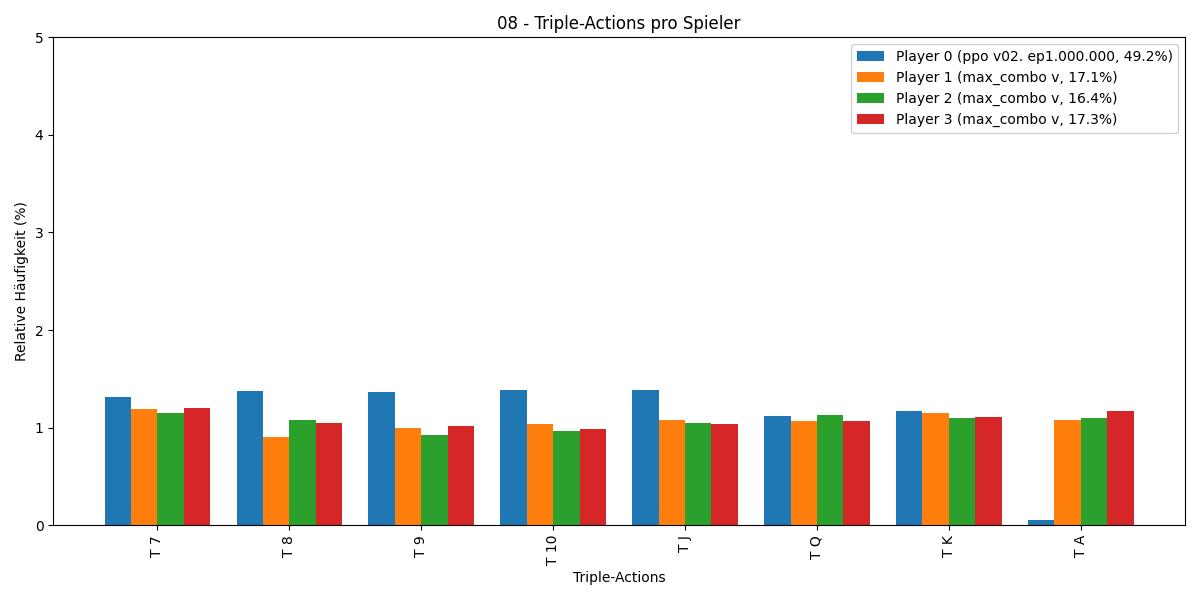 08 - Triple-Actions pro Spieler
Player 0 (ppo v02. ep1.000.000, 49.2%)
Player 1 (max_combo v, 17.1%)
Player 2 (max_combo v, 16.4%)
Player 3 (max_combo v, 17.3%)
Relative Häufigkeit (%)
5
4
3
2
1
0
T 7
T 8
T 9
T 10
T J
T Q
T K
T A
Triple-Actions